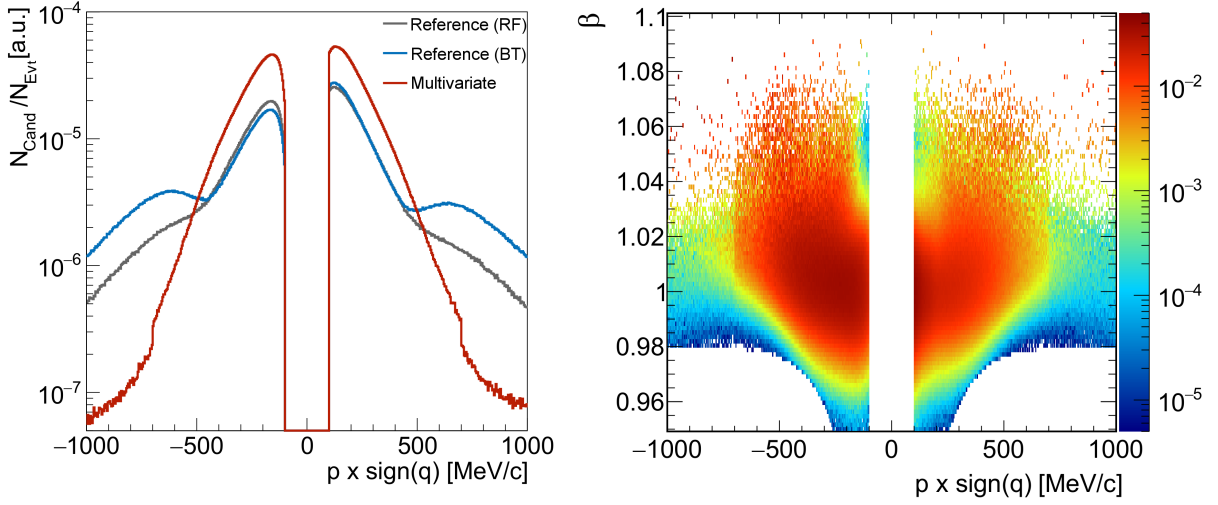 10⁻⁴
10⁻⁵
10⁻⁶
10⁻⁷
N_Cand /N_Evt [a.u.]
Reference (RF)
Reference (BT)
Multivariate
−1000 −500 0 500 1000
p x sign(q) [MeV/c]
β
1.1
1.08
1.06
1.04
1.02
1
0.98
0.96
−1000 −500 0 500 1000
p x sign(q) [MeV/c]
10⁻²
10⁻³
10⁻⁴
10⁻⁵